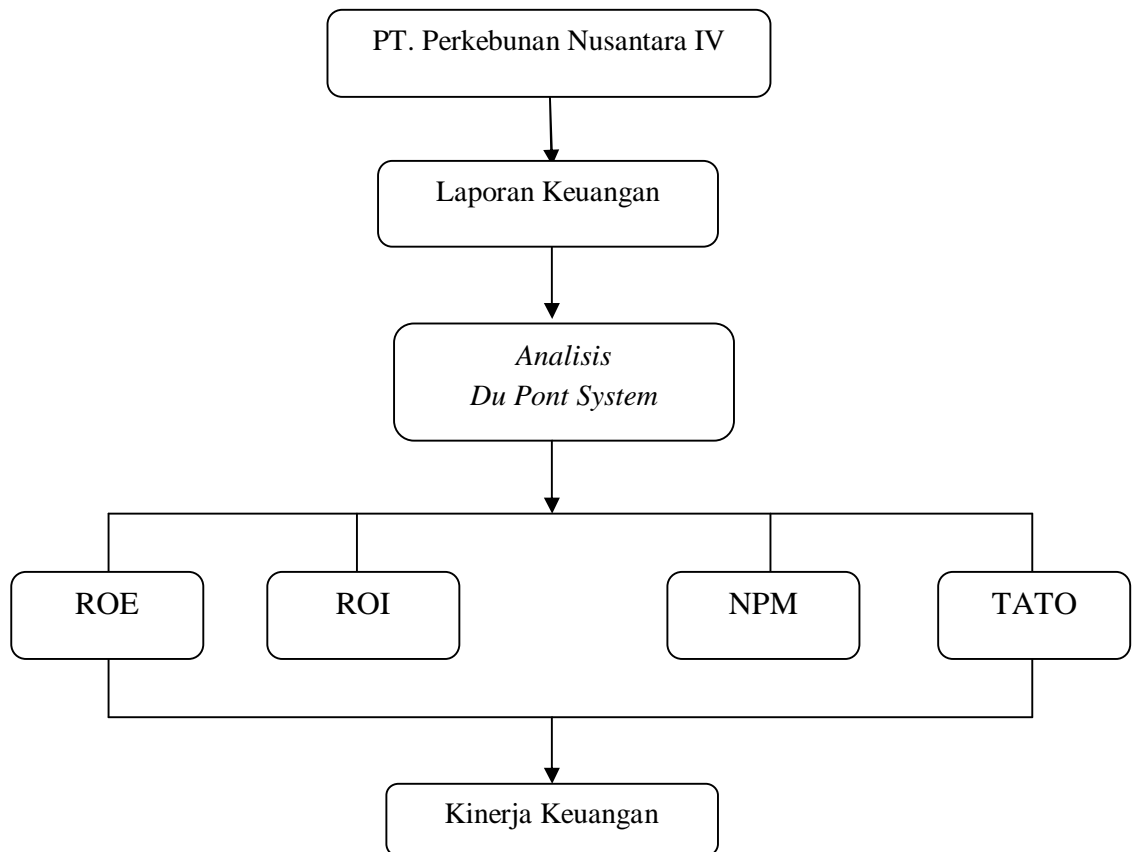 PT. Perkebunan Nusantara IV
Laporan Keuangan
Analisis
Du Pont System
ROE
ROI
NPM
TATO
Kinerja Keuangan